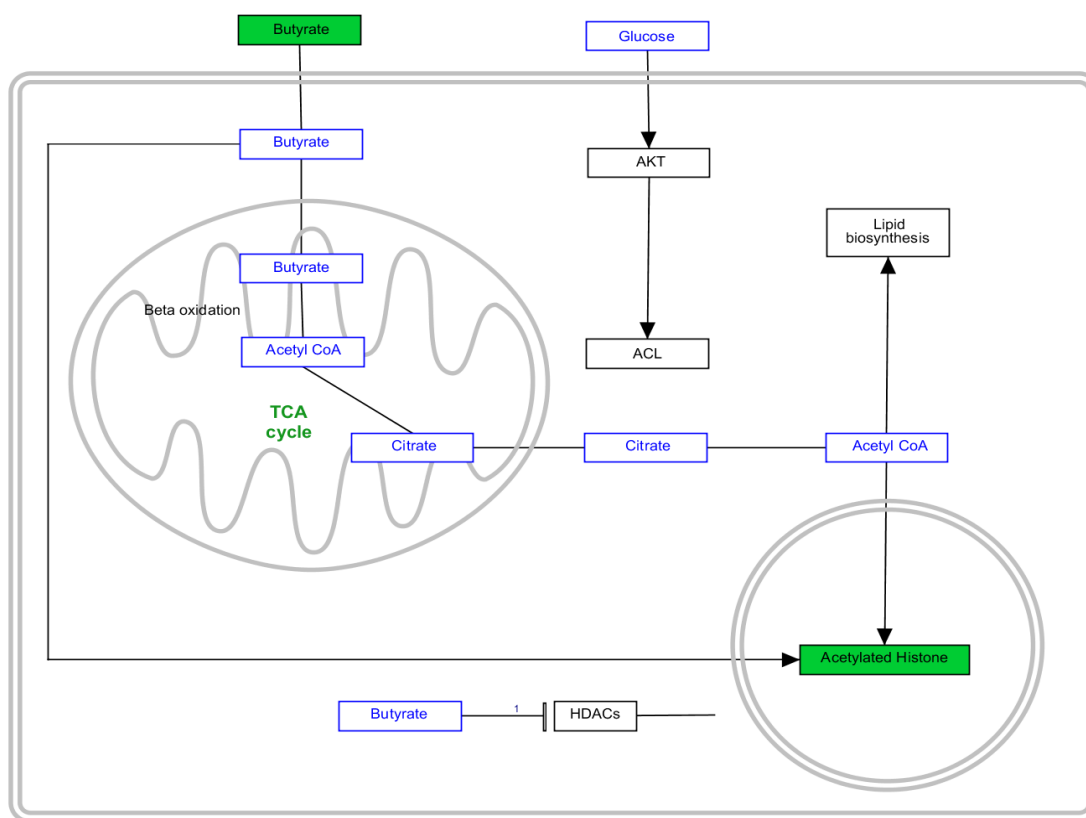 Butyrate
Glucose
Butyrate
AKT
Lipid
biosynthesis
Butyrate
Beta oxidation
Acetyl CoA
ACL
TCA
cycle
Citrate
Citrate
Acetyl CoA
Acetylated Histone
Butyrate
1
HDACs